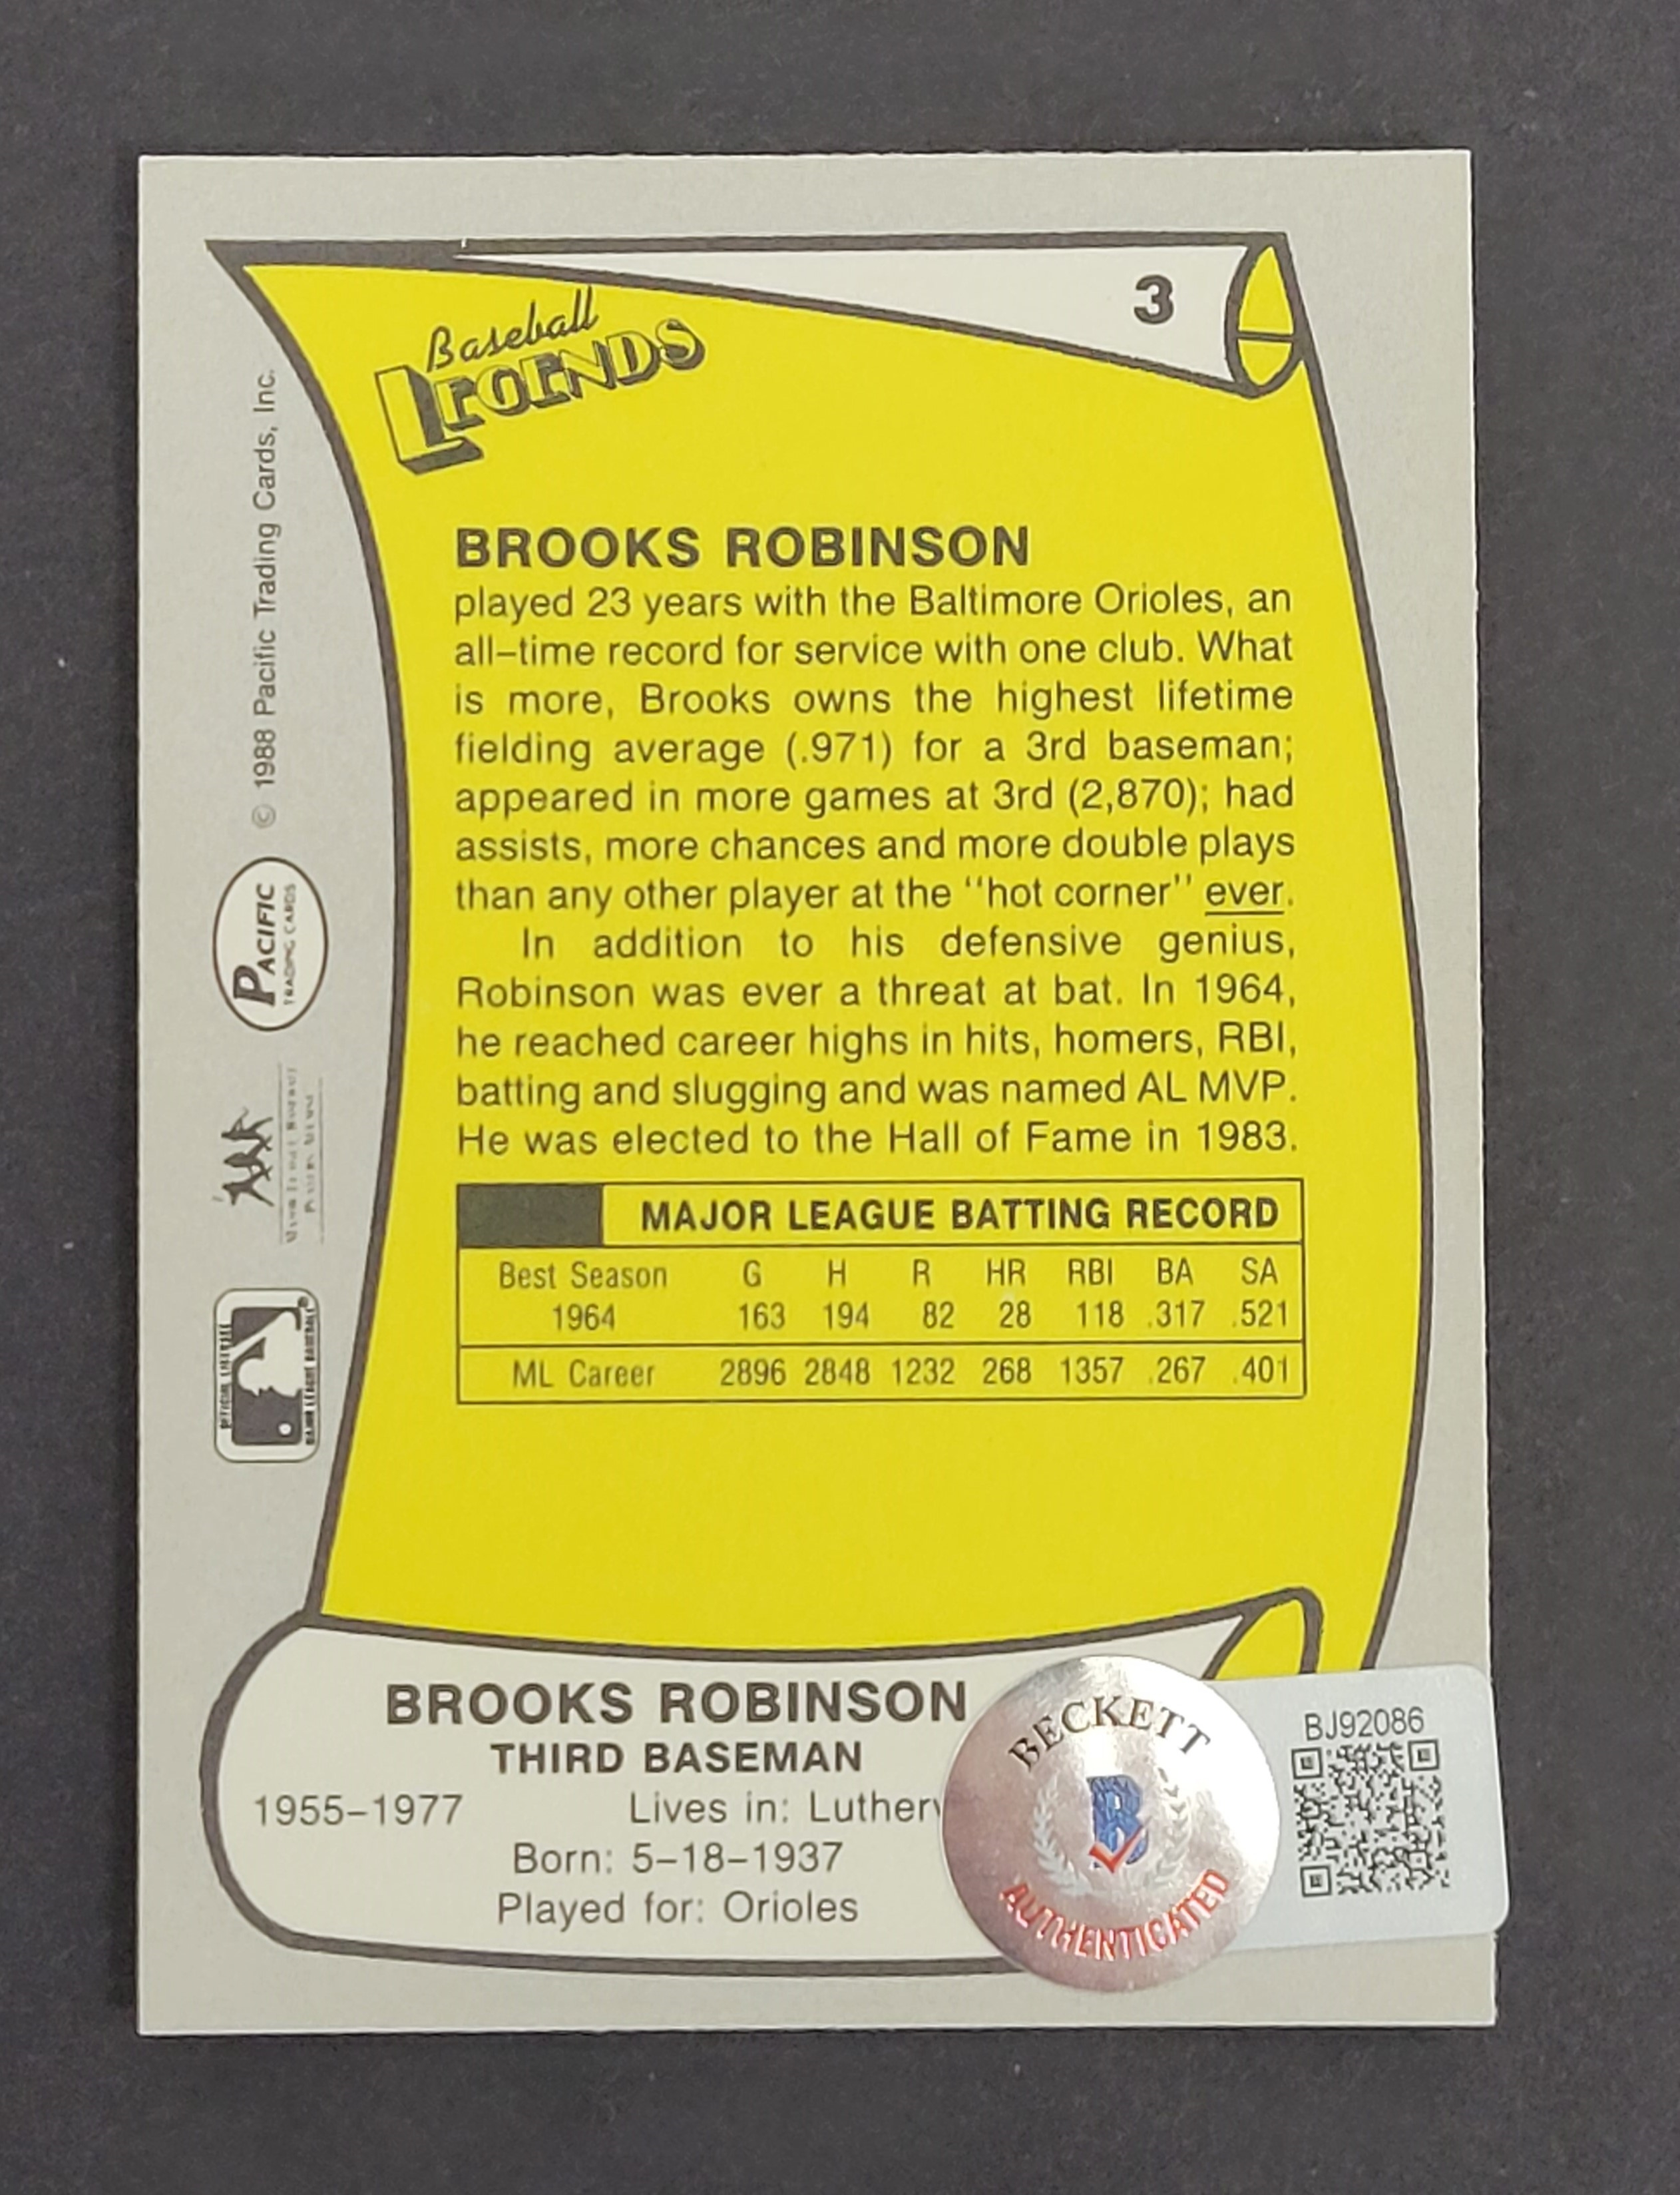 3
Baseball
LEGENDS
BROOKS ROBINSON
played 23 years with the Baltimore Orioles, an
all–time record for service with one club. What
is more, Brooks owns the highest lifetime
fielding average (.971) for a 3rd baseman;
appeared in more games at 3rd (2,870); had
assists, more chances and more double plays
than any other player at the "hot corner" ever.
In addition to his defensive genius,
Robinson was ever a threat at bat. In 1964,
he reached career highs in hits, homers, RBI,
batting and slugging and was named AL MVP.
He was elected to the Hall of Fame in 1983.
MAJOR LEAGUE BATTING RECORD
Best Season G H R HR RBI BA SA
1964 163 194 82 28 118 .317 .521
ML Career 2896 2848 1232 268 1357 .267 .401
© 1988 Pacific Trading Cards, Inc.
PACIFIC
TRADING CARDS
MAJOR LEAGUE BASEBALL
BROOKS ROBINSON
THIRD BASEMAN
1955–1977 Lives in:
Born: 5–18–1937
Played for: Orioles
BECKETT
B
AUTHENTICATED
BJ92086